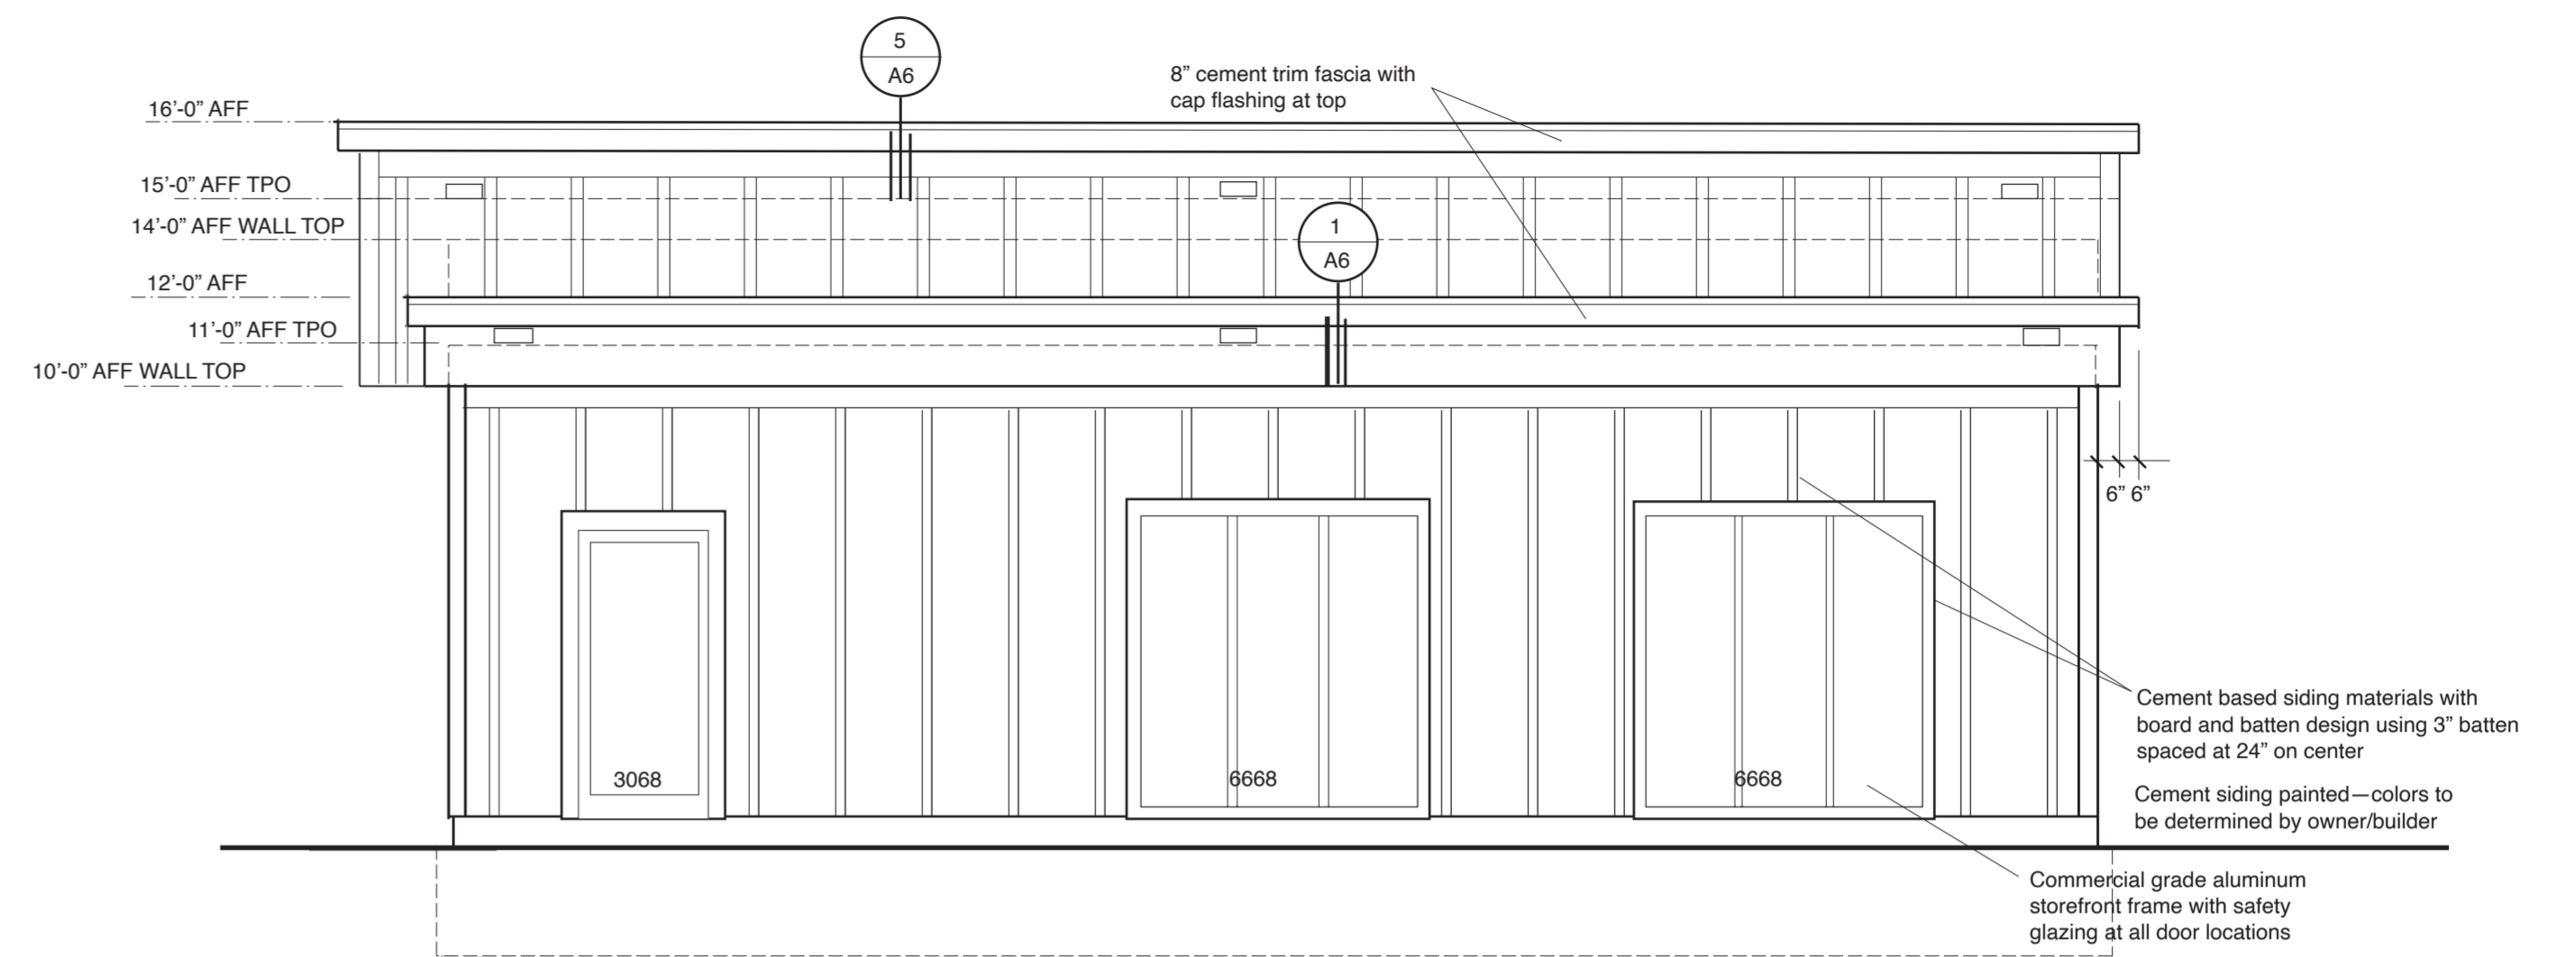 5
A6
8” cement trim fascia with
cap flashing at top
16’-0” AFF
15’-0” AFF TPO
14’-0” AFF WALL TOP
1
A6
12’-0” AFF
11’-0” AFF TPO
10’-0” AFF WALL TOP
6” 6”
Cement based siding materials with
board and batten design using 3” batten
spaced at 24” on center
3068
6668
6668
Cement siding painted—colors to
be determined by owner/builder
Commercial grade aluminum
storefront frame with safety
glazing at all door locations